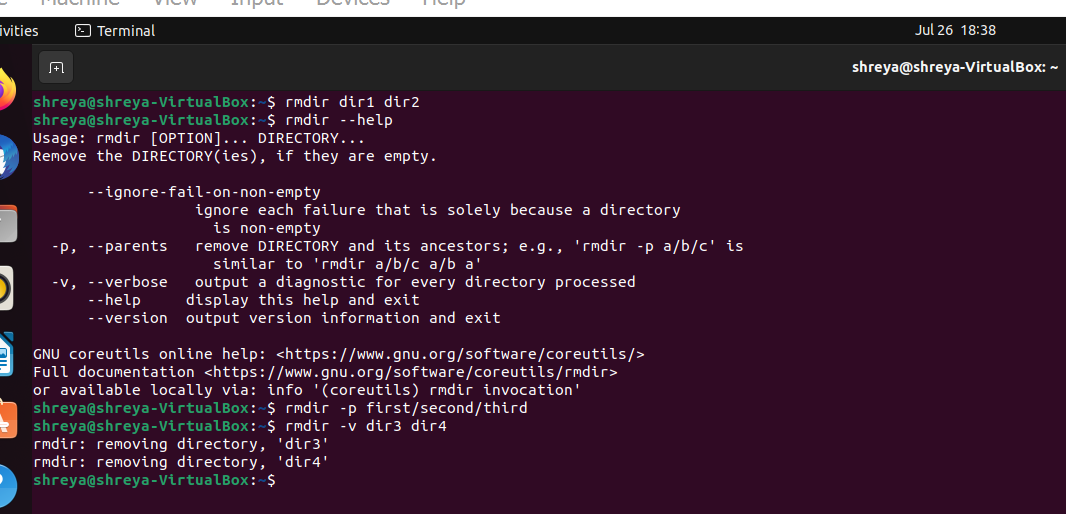 Machine View Input Devices Help
ivities Terminal Jul 26 18:38
shreya@shreya-VirtualBox: ~
shreya@shreya-VirtualBox:~$ rmdir dir1 dir2
shreya@shreya-VirtualBox:~$ rmdir --help
Usage: rmdir [OPTION]... DIRECTORY...
Remove the DIRECTORY(ies), if they are empty.
--ignore-fail-on-non-empty
ignore each failure that is solely because a directory
is non-empty
-p, --parents remove DIRECTORY and its ancestors; e.g., 'rmdir -p a/b/c' is
similar to 'rmdir a/b/c a/b a'
-v, --verbose output a diagnostic for every directory processed
--help display this help and exit
--version output version information and exit
GNU coreutils online help: <https://www.gnu.org/software/coreutils/>
Full documentation <https://www.gnu.org/software/coreutils/rmdir>
or available locally via: info '(coreutils) rmdir invocation'
shreya@shreya-VirtualBox:~$ rmdir -p first/second/third
shreya@shreya-VirtualBox:~$ rmdir -v dir3 dir4
rmdir: removing directory, 'dir3'
rmdir: removing directory, 'dir4'
shreya@shreya-VirtualBox:~$